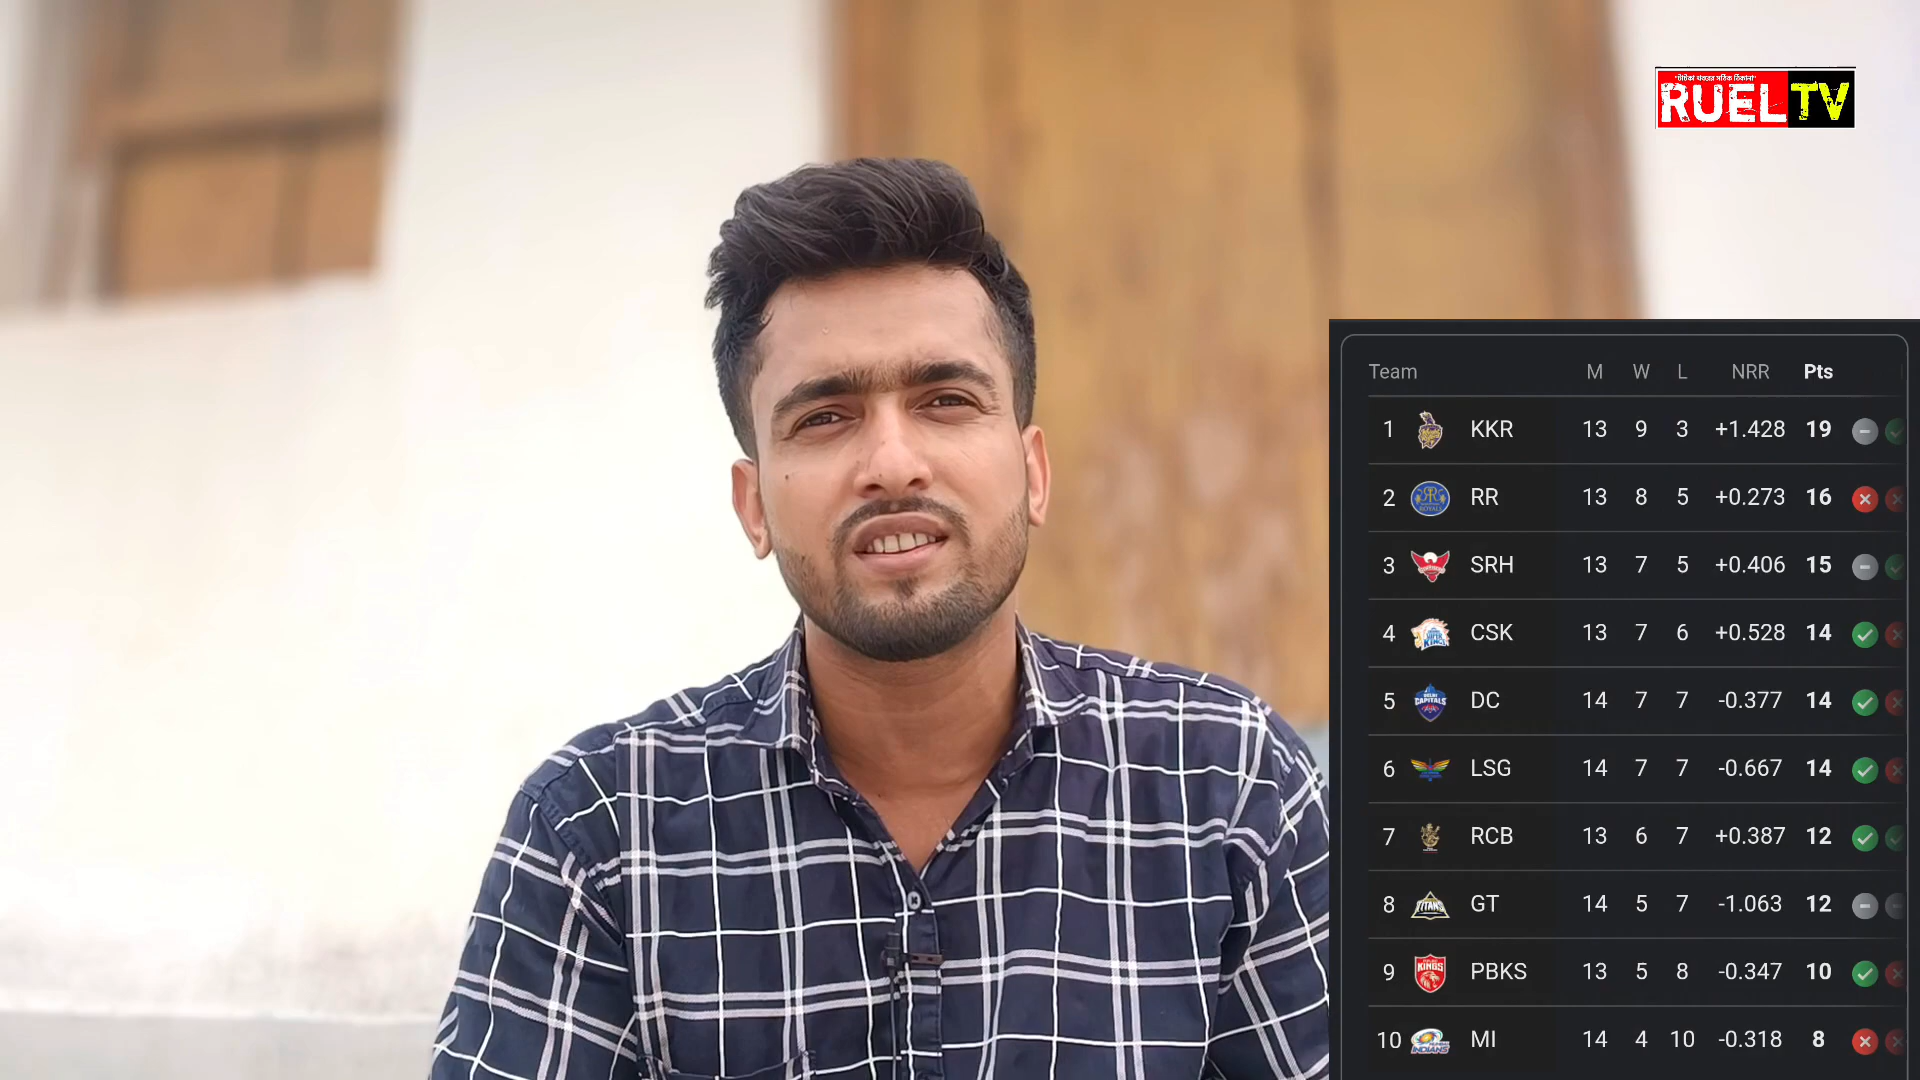 "টাটকা খবরের সঠিক ঠিকানা"
RUEL TV
Team M W L NRR Pts
1 KKR 13 9 3 +1.428 19
2 RR 13 8 5 +0.273 16
3 SRH 13 7 5 +0.406 15
4 CSK 13 7 6 +0.528 14
5 DC 14 7 7 -0.377 14
6 LSG 14 7 7 -0.667 14
7 RCB 13 6 7 +0.387 12
8 GT 14 5 7 -1.063 12
9 PBKS 13 5 8 -0.347 10
10 MI 14 4 10 -0.318 8